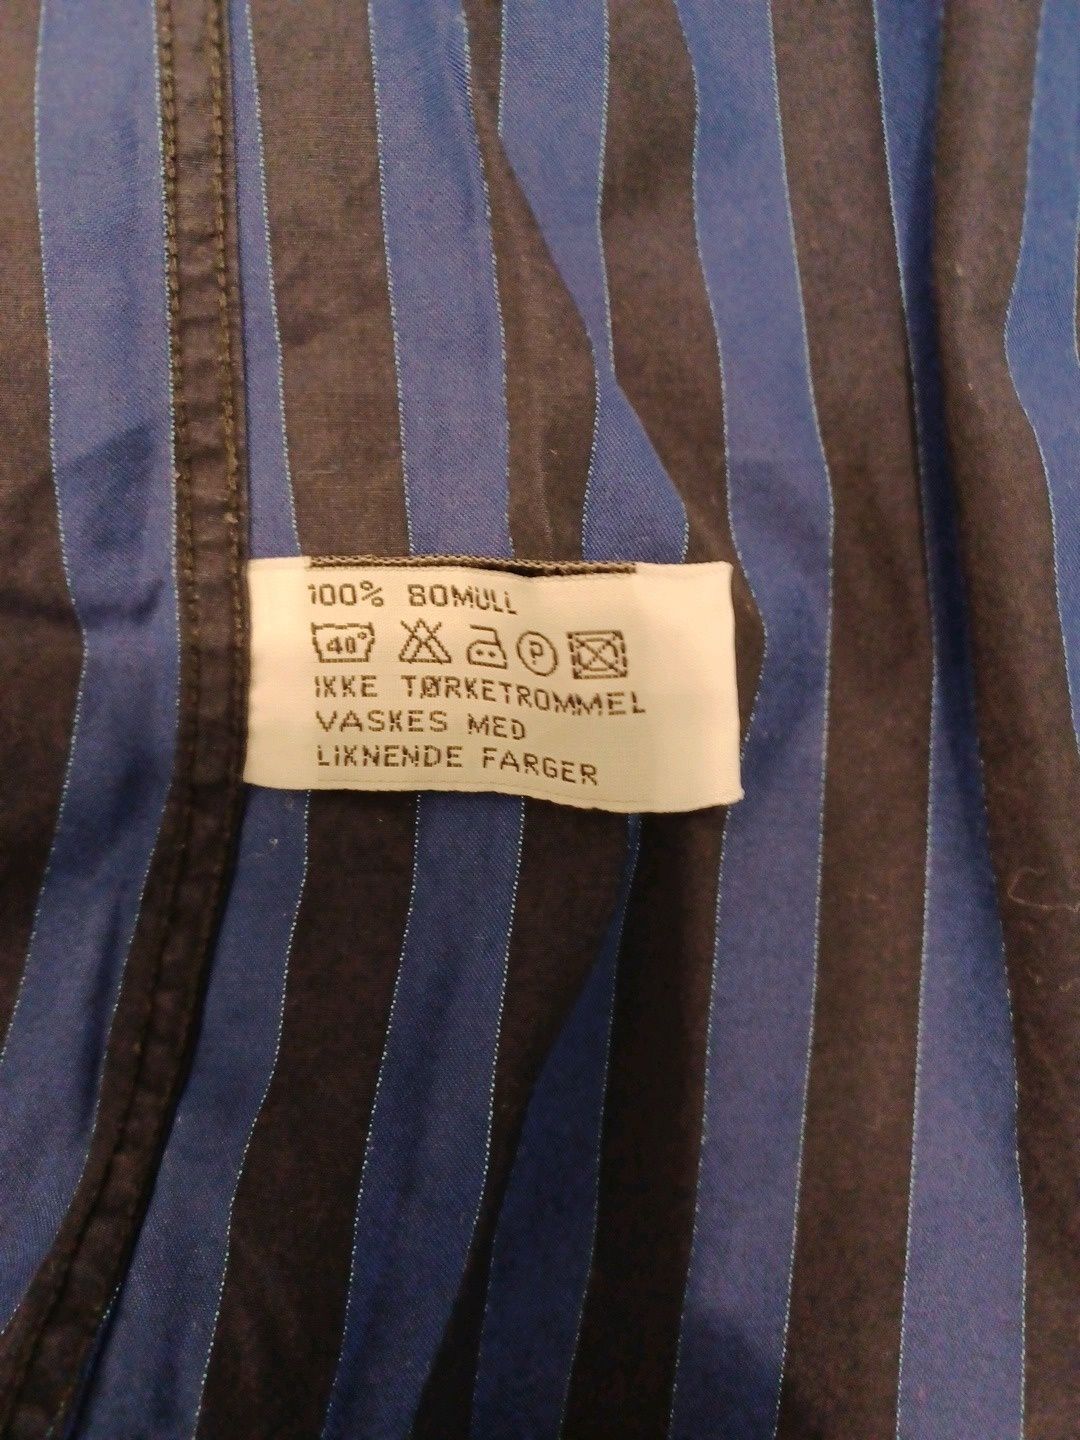 100% BOMULL
40° P
IKKE TØRKETROMMEL
VASKES MED
LIKNENDE FARGER